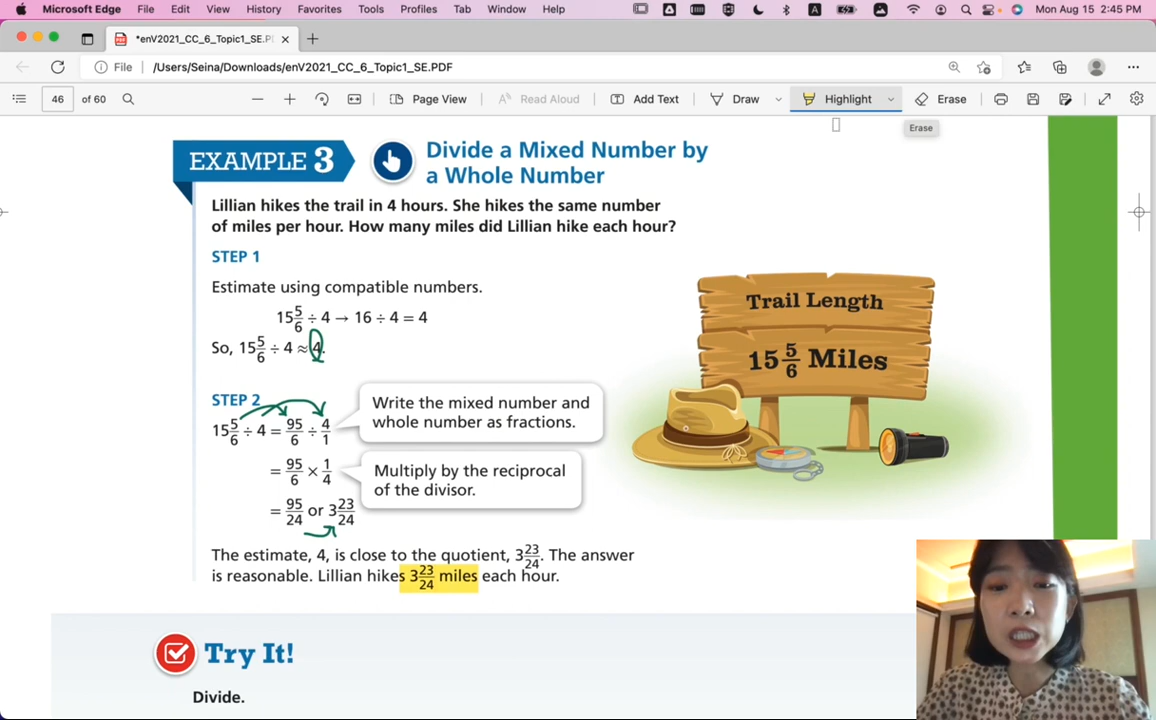 Microsoft Edge File Edit View History Favorites Tools Profiles Tab Window Help A Mon Aug 15 2:45 PM
*enV2021_CC_6_Topic1_SE.P
File /Users/Seina/Downloads/enV2021_CC_6_Topic1_SE.PDF
46 of 60 Page View Read Aloud Add Text Draw Highlight Erase
Erase
EXAMPLE 3
Divide a Mixed Number by
a Whole Number
Lillian hikes the trail in 4 hours. She hikes the same number
of miles per hour. How many miles did Lillian hike each hour?
STEP 1
Estimate using compatible numbers.
15 5/6 ÷ 4 → 16 ÷ 4 = 4
So, 15 5/6 ÷ 4 ≈ 4.
Trail Length
15 5/6 Miles
STEP 2
15 5/6 ÷ 4 = 95/6 ÷ 4/1
Write the mixed number and
whole number as fractions.
= 95/6 × 1/4
Multiply by the reciprocal
of the divisor.
= 95/24 or 3 23/24
The estimate, 4, is close to the quotient, 3 23/24. The answer
is reasonable. Lillian hikes 3 23/24 miles each hour.
Try It!
Divide.